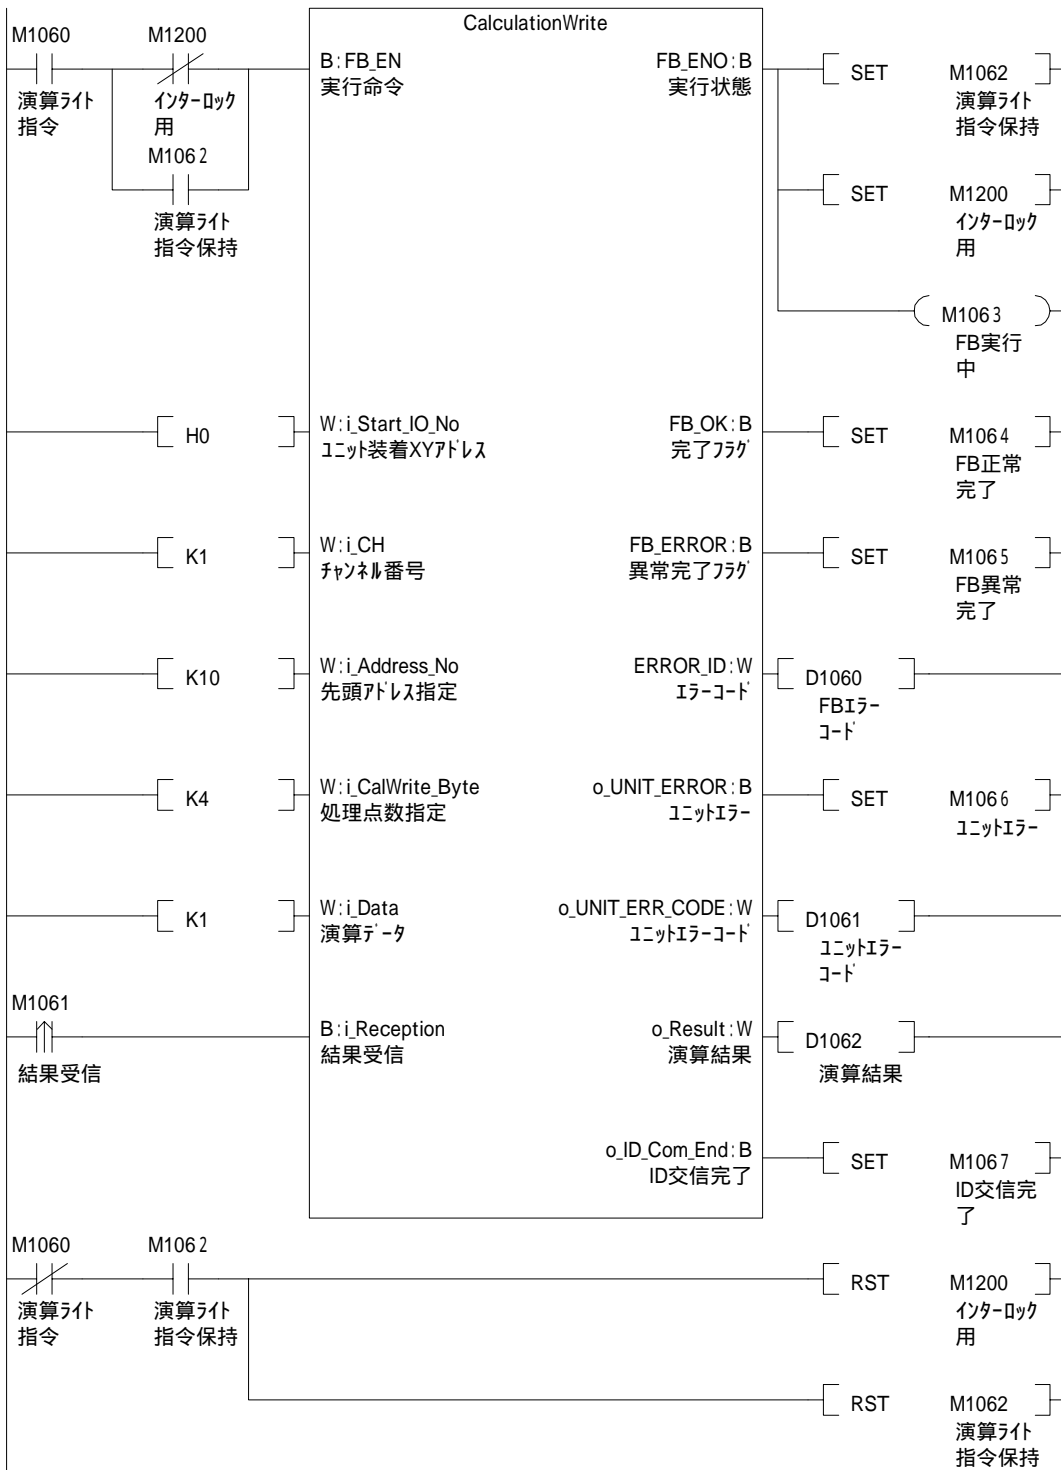 CalculationWrite
M1060
M1200
B:FB_EN
FB_ENO:B
SET M1062
演算ﾗｲﾄ
指令
ｲﾝﾀｰﾛｯｸ
用
実行命令
実行状態
演算ﾗｲﾄ
指令保持
M1062
演算ﾗｲﾄ
指令保持
SET M1200
ｲﾝﾀｰﾛｯｸ
用
M1063
FB実行
中
H0
W:i_Start_IO_No
ﾕﾆｯﾄ装着XYｱﾄﾞﾚｽ
FB_OK:B
完了ﾌﾗｸﾞ
SET M1064
FB正常
完了
K1
W:i_CH
ﾁｬﾝﾈﾙ番号
FB_ERROR:B
異常完了ﾌﾗｸﾞ
SET M1065
FB異常
完了
K10
W:i_Address_No
先頭ｱﾄﾞﾚｽ指定
ERROR_ID:W
ｴﾗｰｺｰﾄﾞ
D1060
FBｴﾗｰ
ｺｰﾄﾞ
K4
W:i_CalWrite_Byte
処理点数指定
o_UNIT_ERROR:B
ﾕﾆｯﾄｴﾗｰ
SET M1066
ﾕﾆｯﾄｴﾗｰ
K1
W:i_Data
演算ﾃﾞｰﾀ
o_UNIT_ERR_CODE:W
ﾕﾆｯﾄｴﾗｰｺｰﾄﾞ
D1061
ﾕﾆｯﾄｴﾗｰ
ｺｰﾄﾞ
M1061
結果受信
B:i_Reception
結果受信
o_Result:W
演算結果
D1062
演算結果
o_ID_Com_End:B
ID交信完了
SET M1067
ID交信完
了
M1060
演算ﾗｲﾄ
指令
M1062
演算ﾗｲﾄ
指令保持
RST M1200
ｲﾝﾀｰﾛｯｸ
用
RST M1062
演算ﾗｲﾄ
指令保持